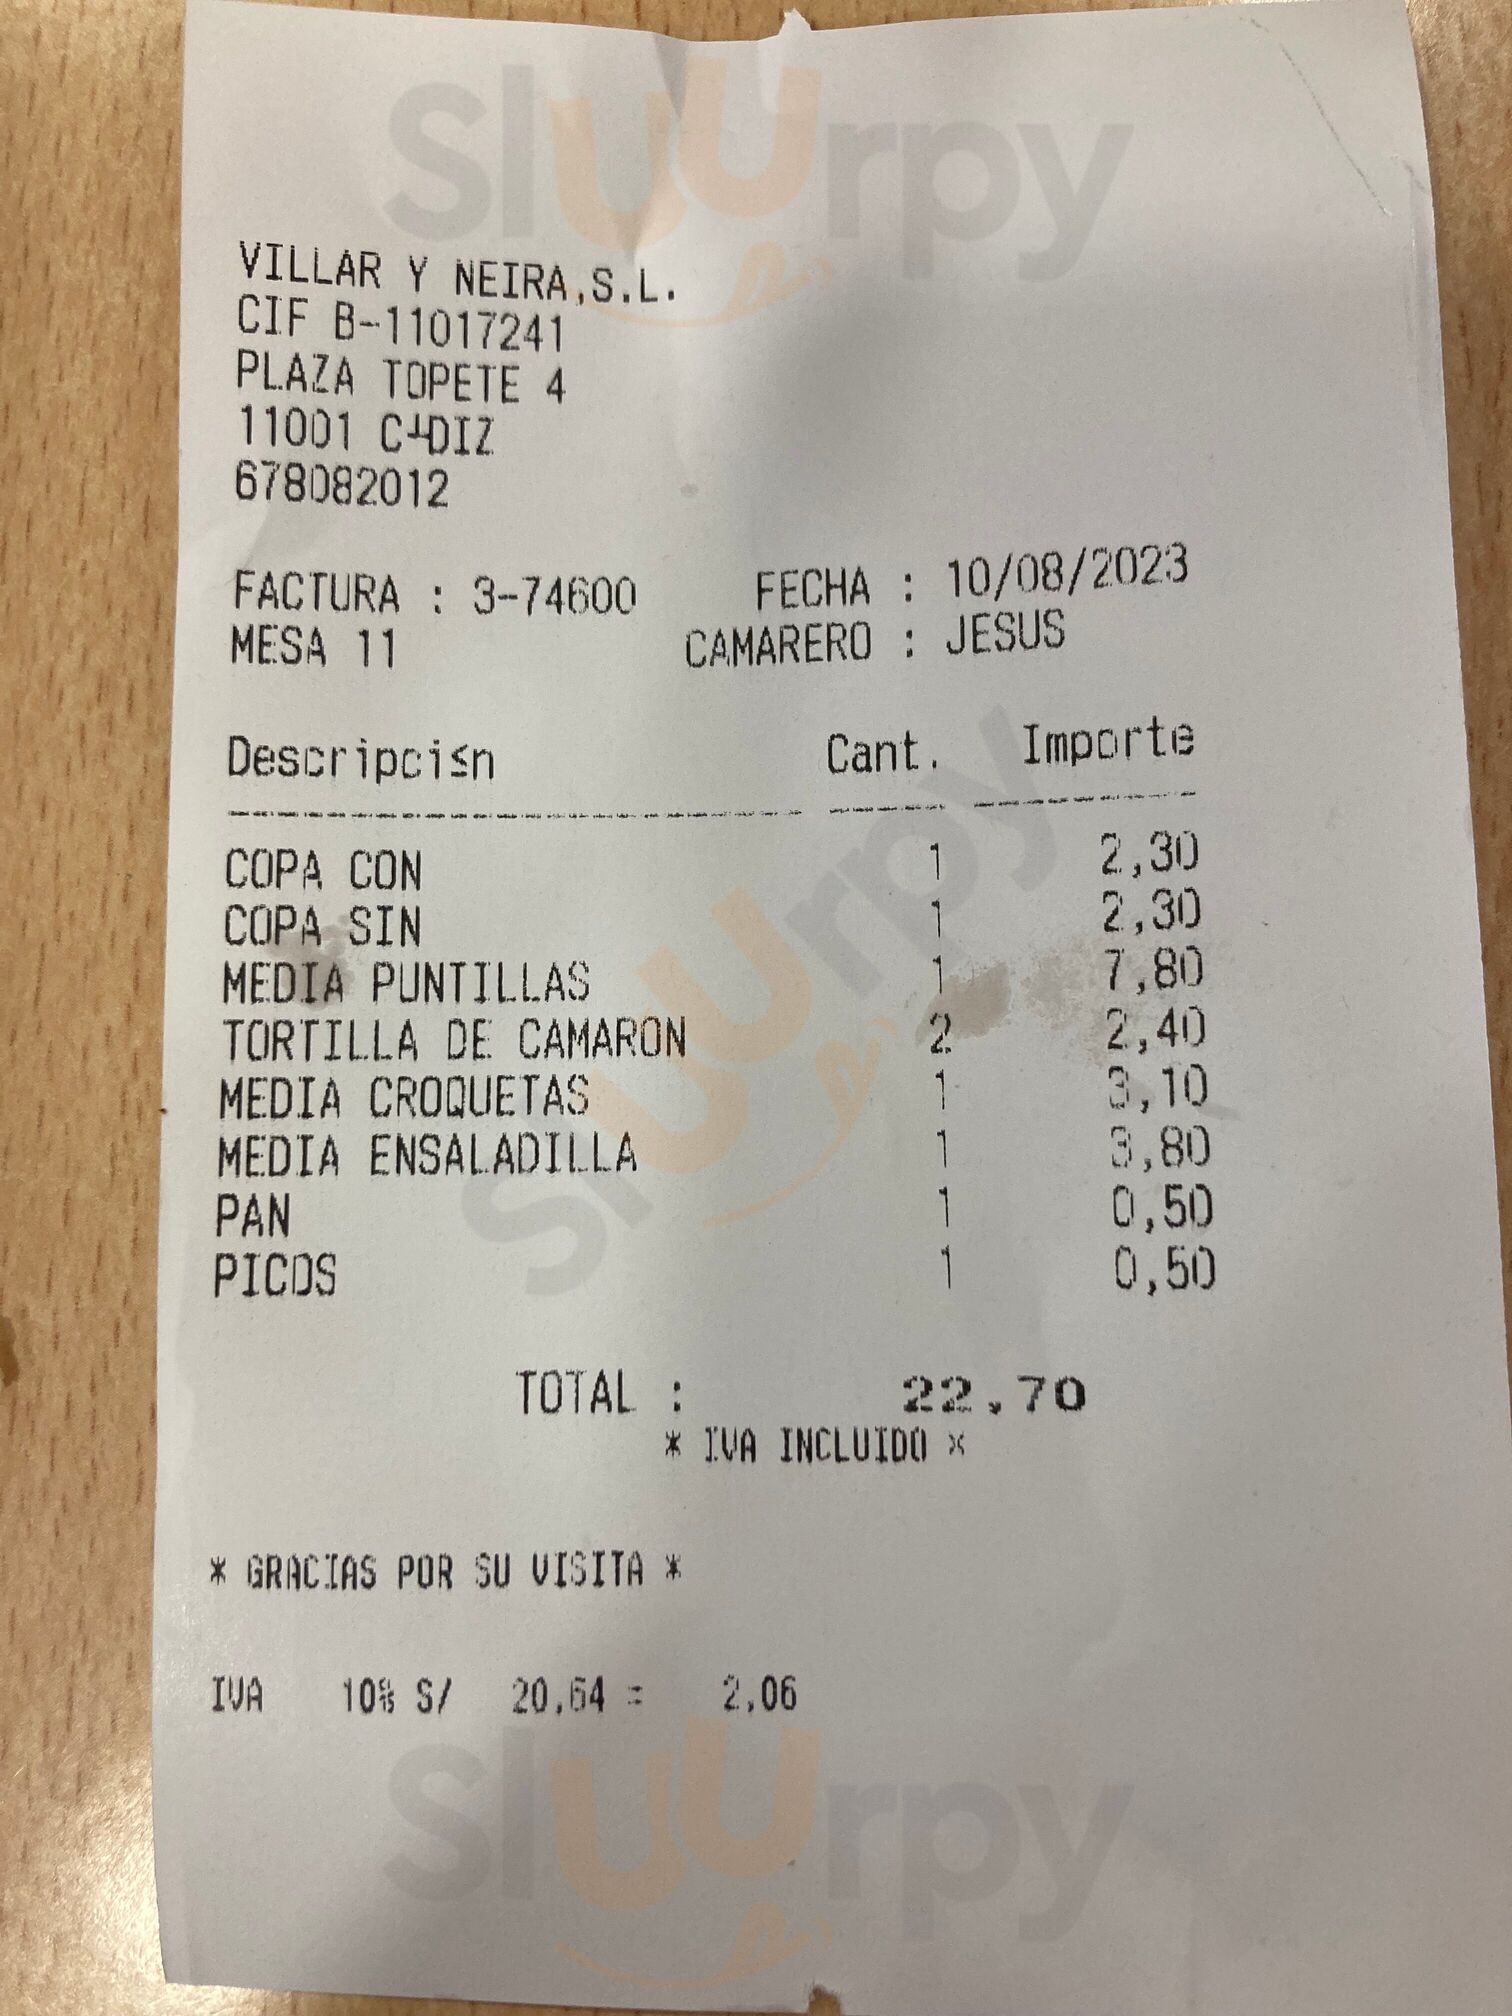 Sluurpy
VILLAR Y NEIRA,S.L.
CIF B-11017241
PLAZA TOPETE 4
11001 C┴DIZ
678082012
FACTURA : 3-74600 FECHA : 10/08/2023
MESA 11 CAMARERO : JESUS
Descripci≤n Cant. Importe
COPA CON 1 2,30
COPA SIN 1 2,30
MEDIA PUNTILLAS 1 7,80
TORTILLA DE CAMARON 2 2,40
MEDIA CROQUETAS 1 3,10
MEDIA ENSALADILLA 1 3,80
PAN 1 0,50
PICOS 1 0,50
Sluurpy
TOTAL : 22,70
* IVA INCLUIDO *
* GRACIAS POR SU VISITA *
IVA 10% S/ 20,64 = 2,06
Sluurpy